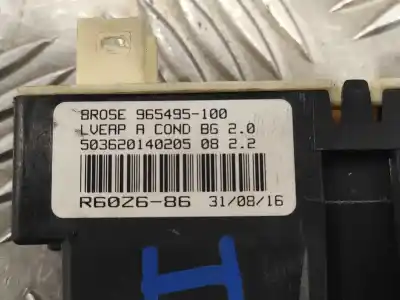 BROSE 965495-100
LVEAP A COND BG 2.0
503620140205 08 2.2
R60Z6-86 31/08/16
I